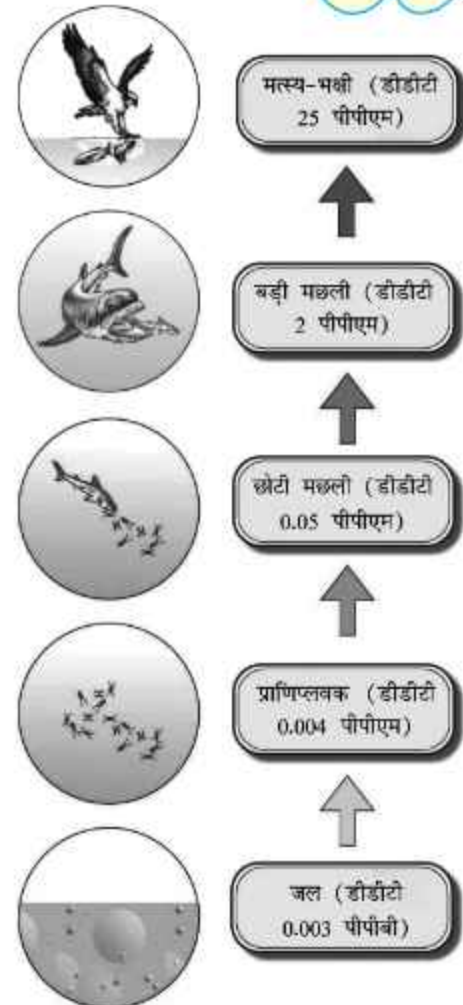 मत्स्य-भक्षी (डीडीटी
25 पीपीएम)
बड़ी मछली (डीडीटी
2 पीपीएम)
छोटी मछली (डीडीटी
0.05 पीपीएम)
प्राणिप्लवक (डीडीटी
0.004 पीपीएम)
जल (डीडीटी
0.003 पीपीबी)